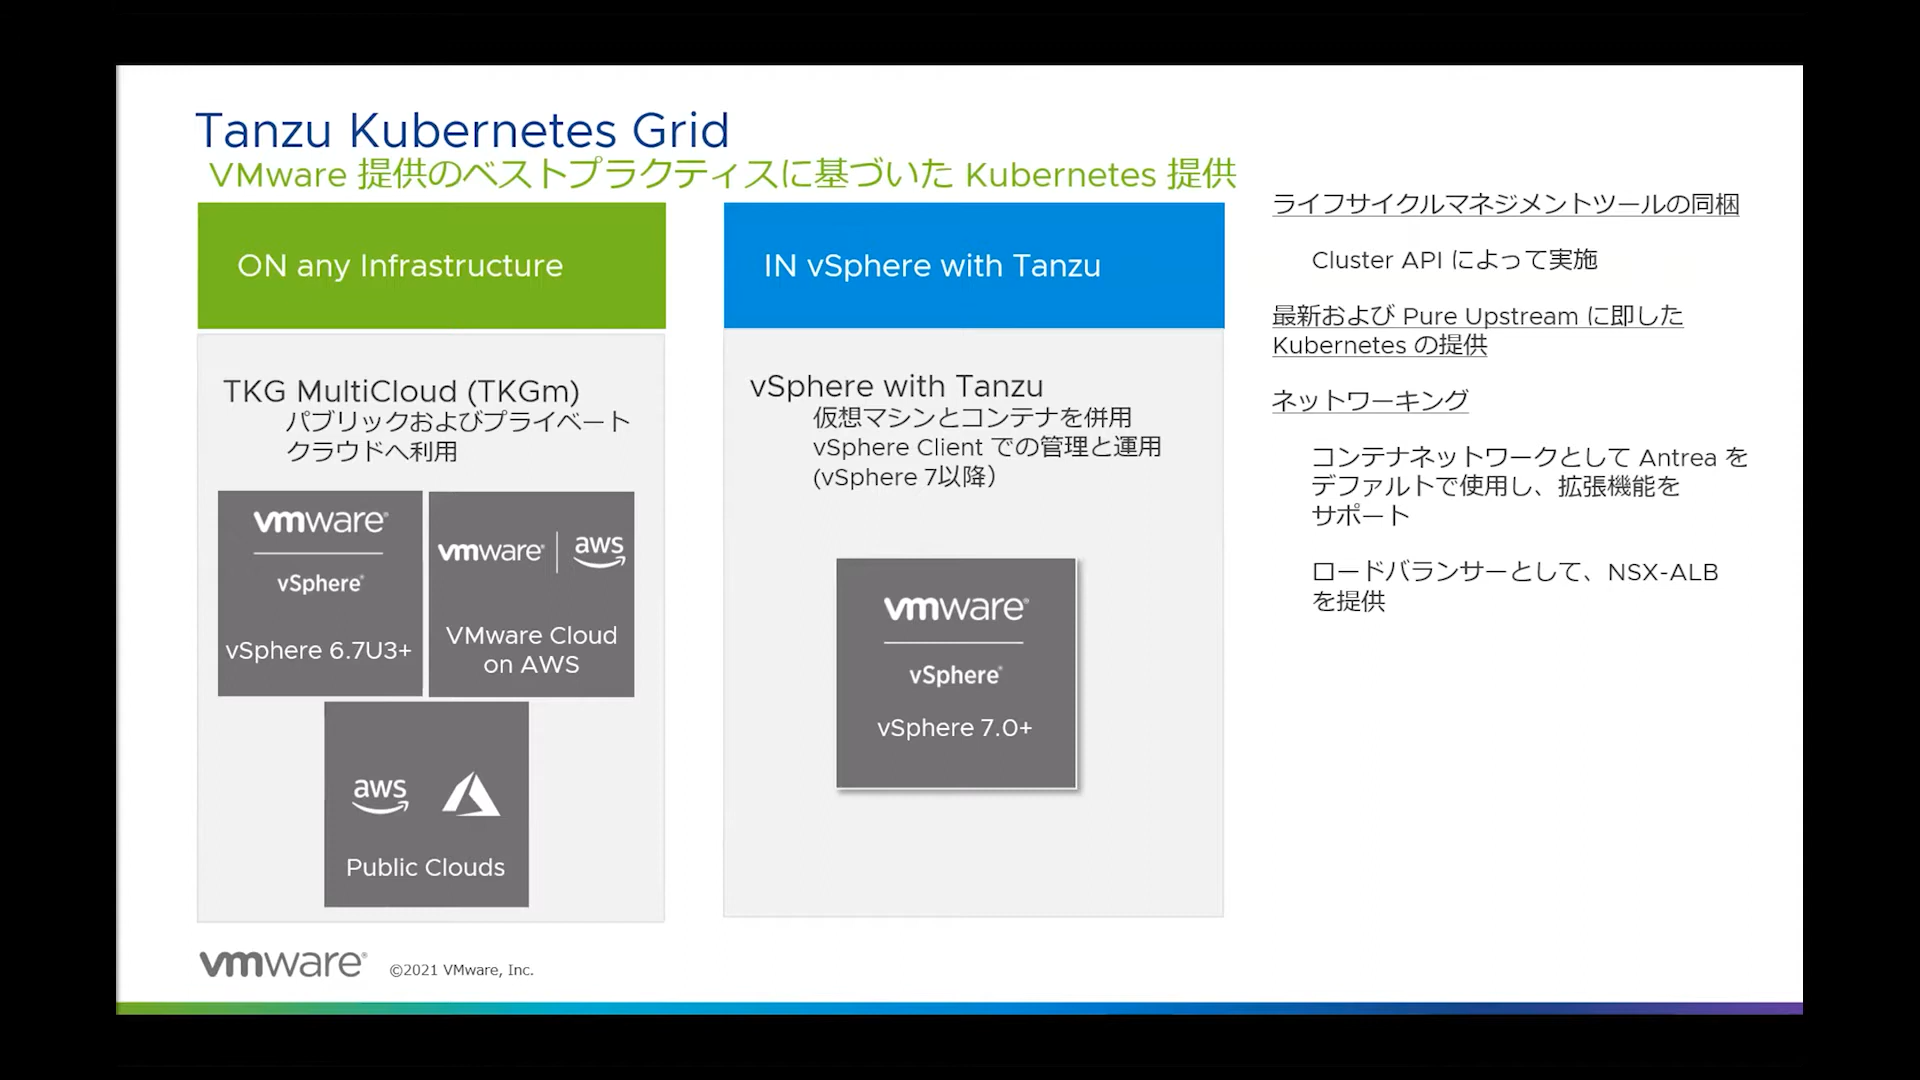 Tanzu Kubernetes Grid
VMware 提供のベストプラクティスに基づいた Kubernetes 提供
ON any Infrastructure
TKG MultiCloud (TKGm)
パブリックおよびプライベート
クラウドへ利用
vmware®
vSphere®
vSphere 6.7U3+
vmware® | aws
VMware Cloud
on AWS
aws
Public Clouds
IN vSphere with Tanzu
vSphere with Tanzu
仮想マシンとコンテナを併用
vSphere Client での管理と運用
(vSphere 7以降）
vmware®
vSphere®
vSphere 7.0+
ライフサイクルマネジメントツールの同梱
Cluster API によって実施
最新および Pure Upstream に即した
Kubernetes の提供
ネットワーキング
コンテナネットワークとして Antrea を
デファルトで使用し、拡張機能を
サポート
ロードバランサーとして、NSX-ALB
を提供
vmware® ©2021 VMware, Inc.